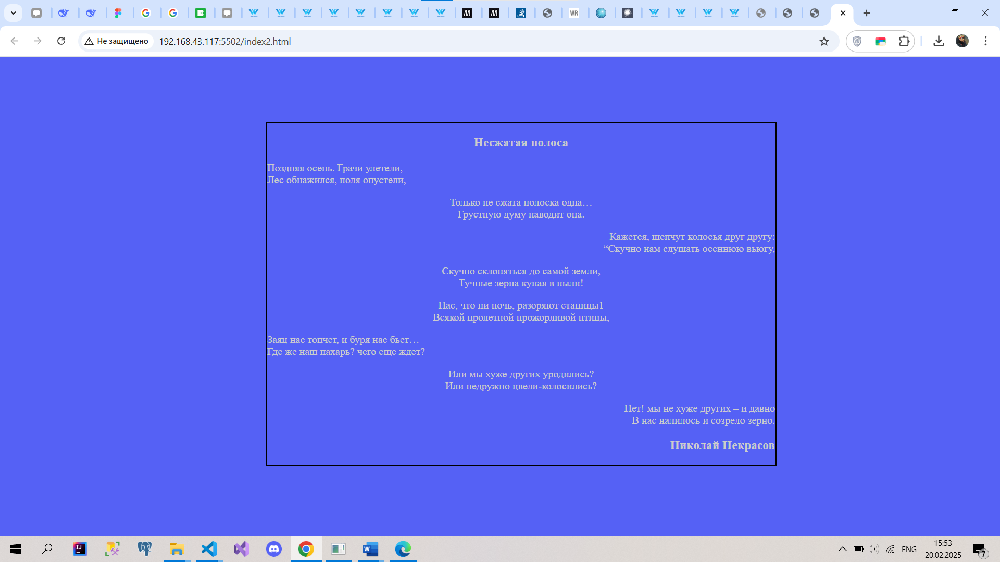 Не защищено
192.168.43.117:5502/index2.html
Несжатая полоса
Поздняя осень. Грачи улетели,
Лес обнажился, поля опустели,
Только не сжата полоска одна…
Грустную думу наводит она.
Кажется, шепчут колосья друг другу:
“Скучно нам слушать осеннюю вьюгу,
Скучно склоняться до самой земли,
Тучные зерна купая в пыли!
Нас, что ни ночь, разоряют станицы1
Всякой пролетной прожорливой птицы,
Заяц нас топчет, и буря нас бьет…
Где же наш пахарь? чего еще ждет?
Или мы хуже других уродились?
Или недружно цвели-колосились?
Нет! мы не хуже других – и давно
В нас налилось и созрело зерно.
Николай Некрасов
ENG
15:53
20.02.2025
7